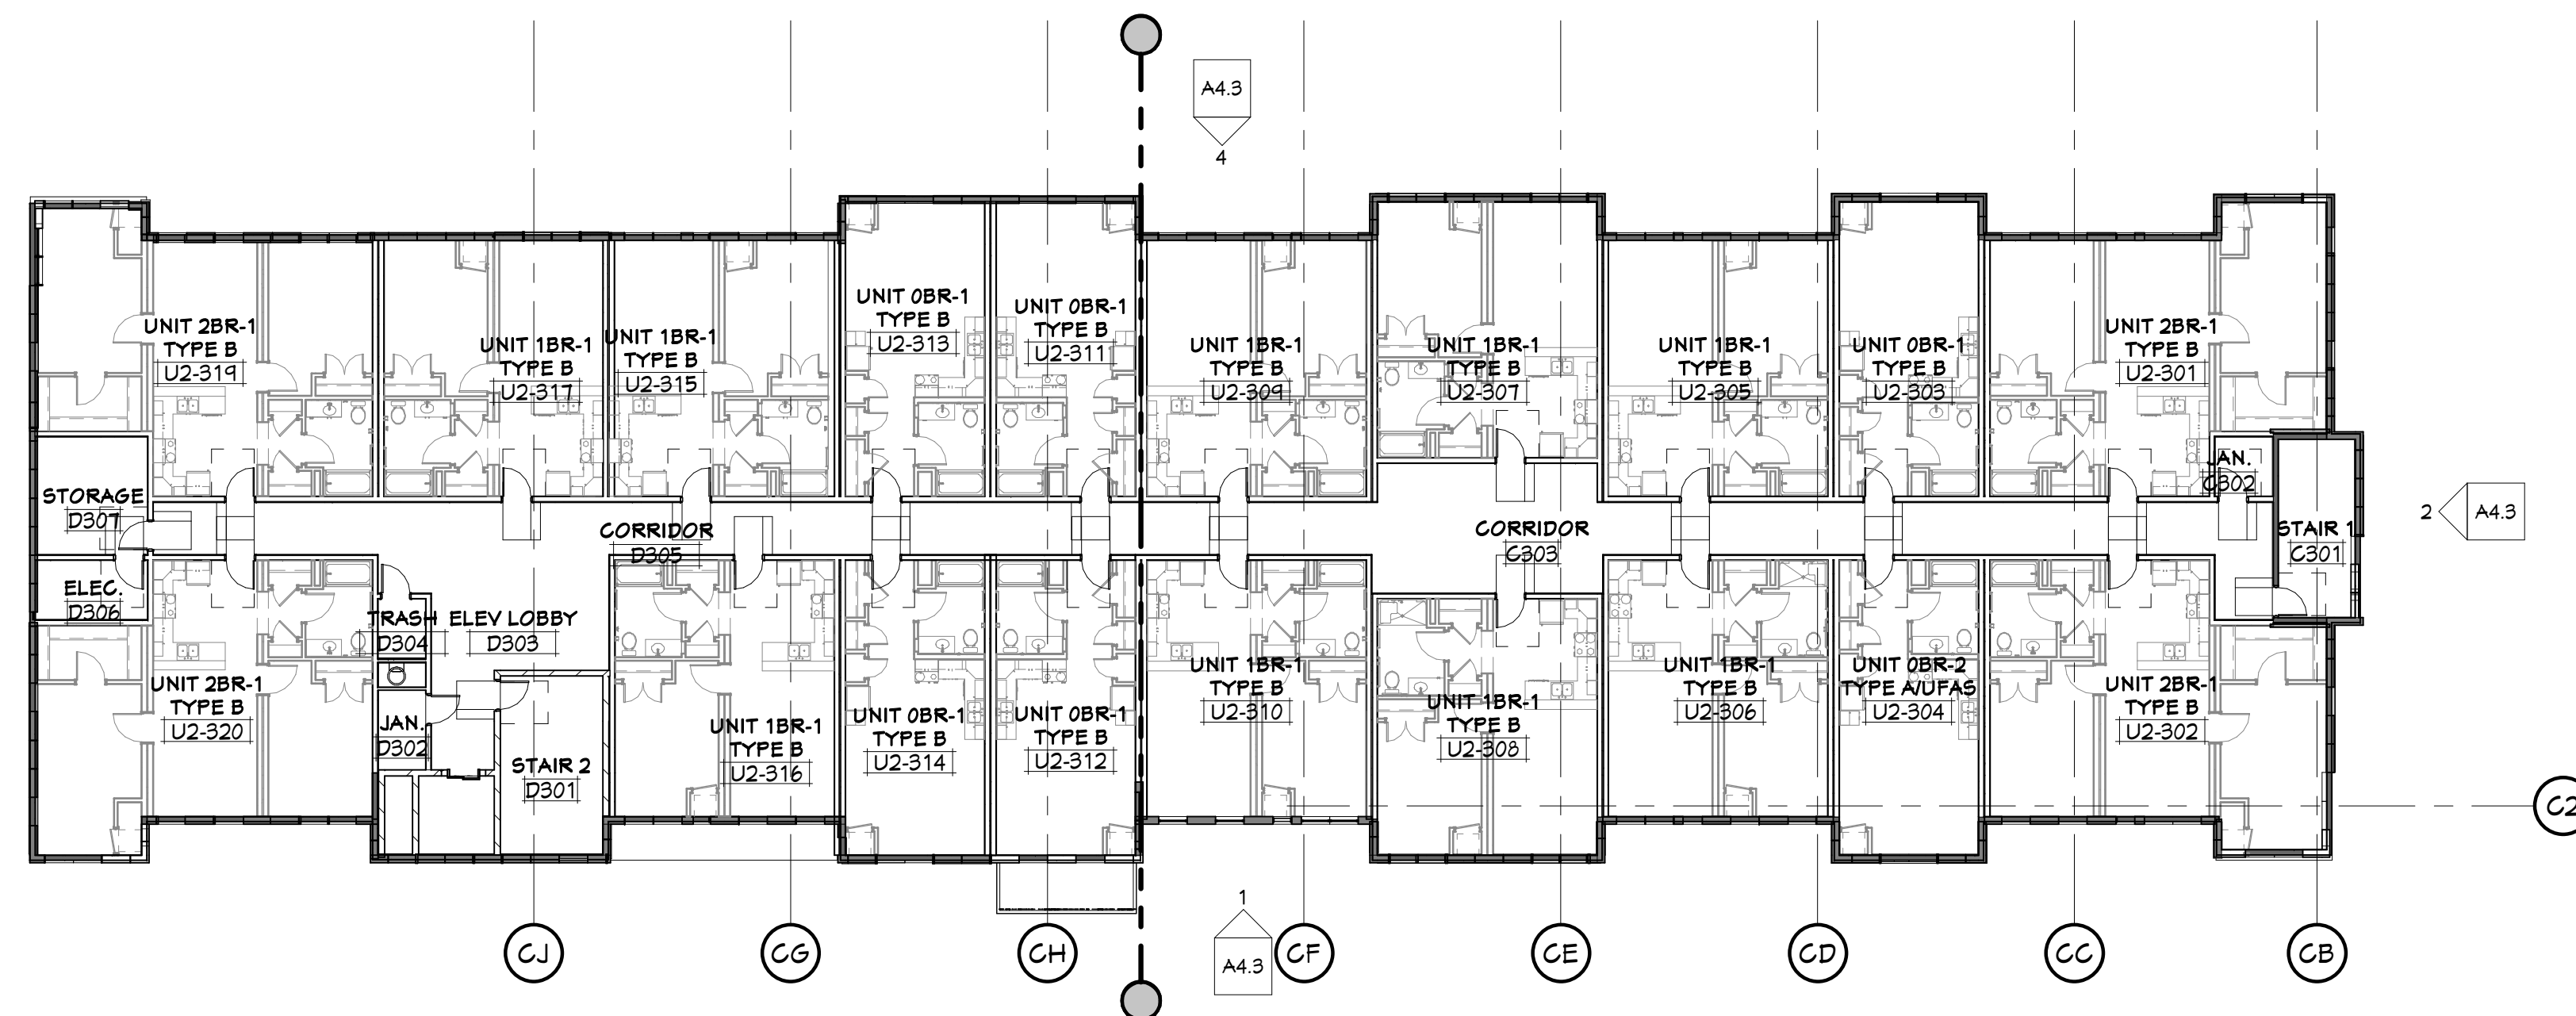 A4.3
4
UNIT 2BR-1
TYPE B
U2-319
UNIT 1BR-1
TYPE B
U2-317
UNIT 1BR-1
TYPE B
U2-315
UNIT 0BR-1
TYPE B
U2-313
UNIT 0BR-1
TYPE B
U2-311
UNIT 1BR-1
TYPE B
U2-309
UNIT 1BR-1
TYPE B
U2-307
UNIT 1BR-1
TYPE B
U2-305
UNIT 0BR-1
TYPE B
U2-303
UNIT 2BR-1
TYPE B
U2-301
JAN.
C302
STORAGE
D307
CORRIDOR
D305
CORRIDOR
C303
STAIR 1
C301
2
A4.3
ELEC.
D306
TRASH
D304
ELEV LOBBY
D303
UNIT 2BR-1
TYPE B
U2-320
JAN.
D302
STAIR 2
D301
UNIT 1BR-1
TYPE B
U2-316
UNIT 0BR-1
TYPE B
U2-314
UNIT 0BR-1
TYPE B
U2-312
UNIT 1BR-1
TYPE B
U2-310
UNIT 1BR-1
TYPE B
U2-308
UNIT 1BR-1
TYPE B
U2-306
UNIT 0BR-2
TYPE A/UFAS
U2-304
UNIT 2BR-1
TYPE B
U2-302
C2
1
A4.3
CJ
CG
CH
CF
CE
CD
CC
CB